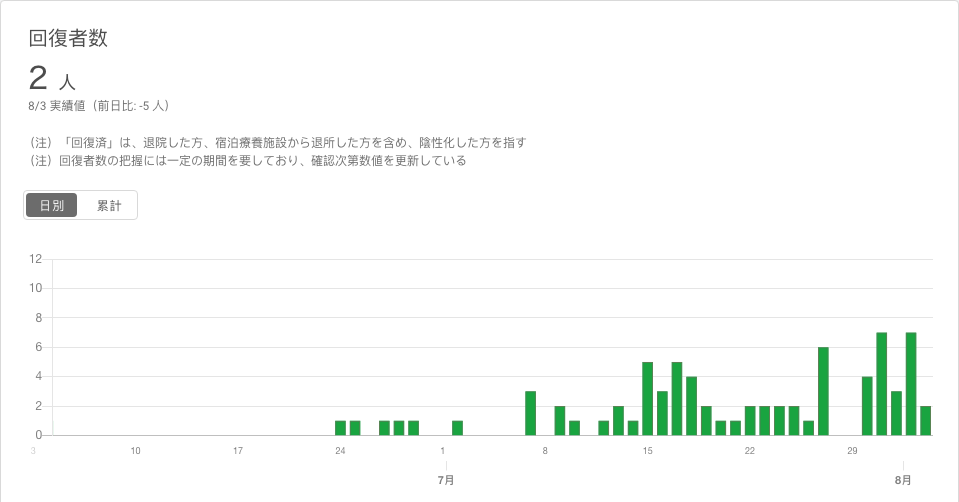 回復者数
2 人
8/3 実績値（前日比: -5 人）
（注）「回復済」は、退院した方、宿泊療養施設から退所した方を含め、陰性化した方を指す
（注）回復者数の把握には一定の期間を要しており、確認次第数値を更新している
日別 累計
12
10
8
6
4
2
0
3 10 17 24 1 8 15 22 29
7月 8月